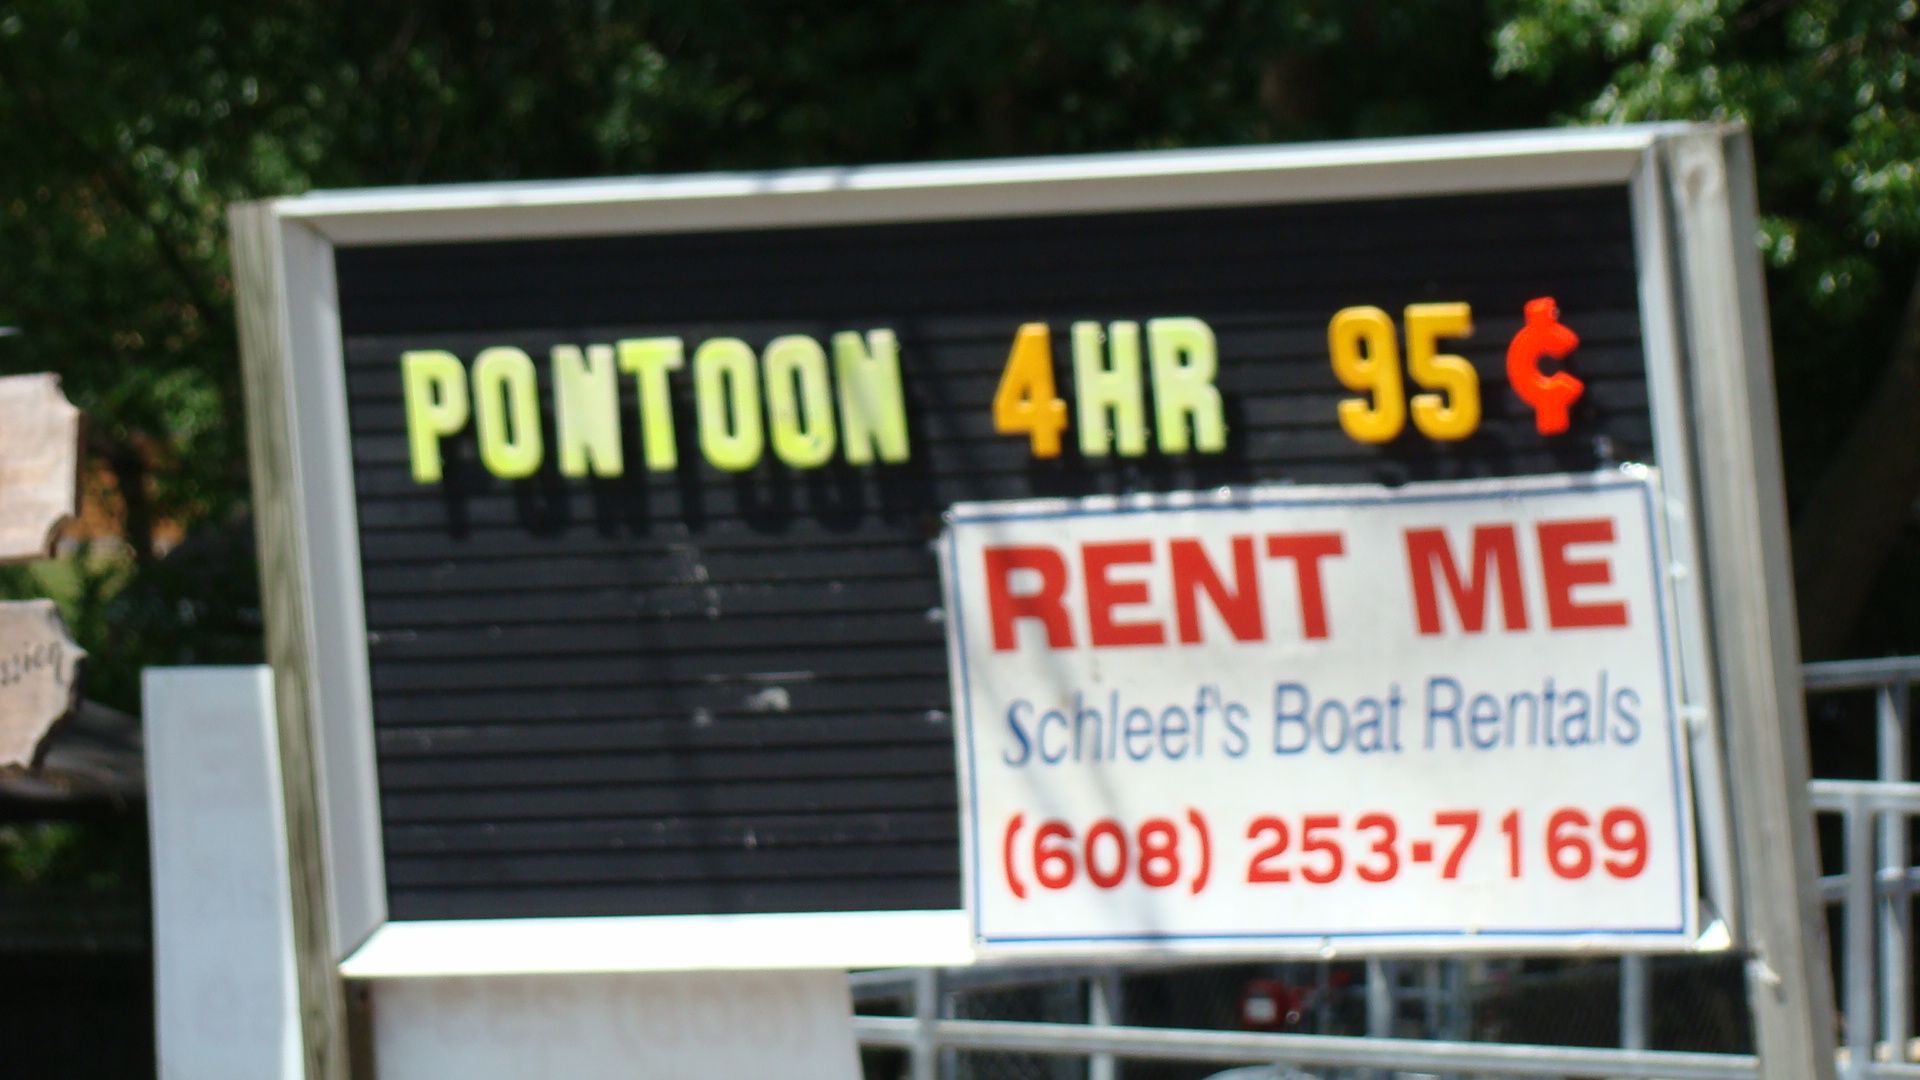 PONTOON 4HR 95¢
RENT ME
Schleef's Boat Rentals
(608) 253-7169